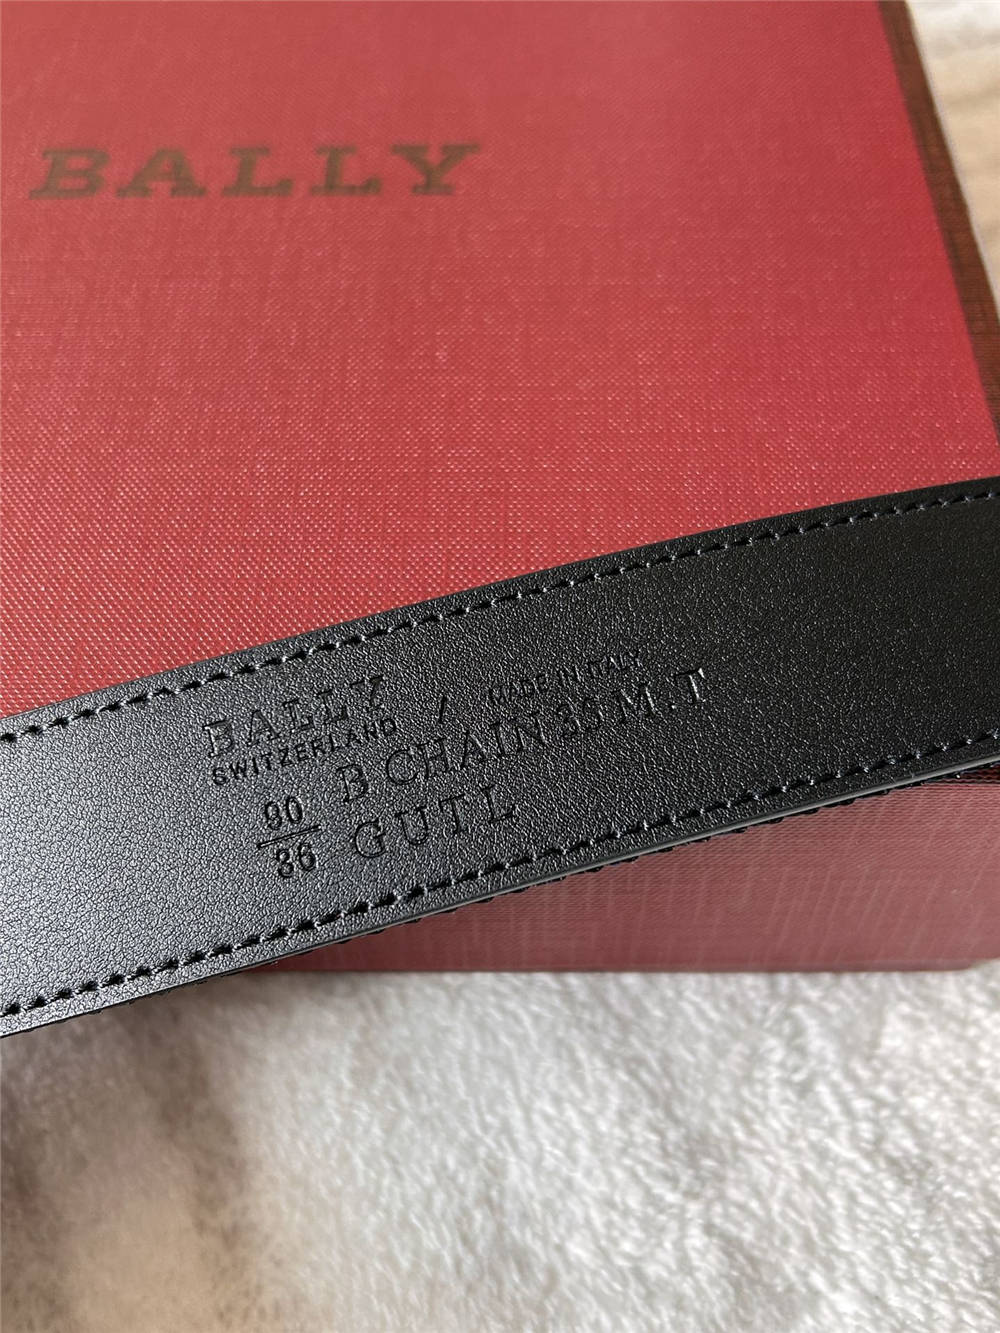 BALLY
BALLY / MADE IN ITALY
SWITZERLAND
B CHAIN 35 M.T
90
36
GUTL